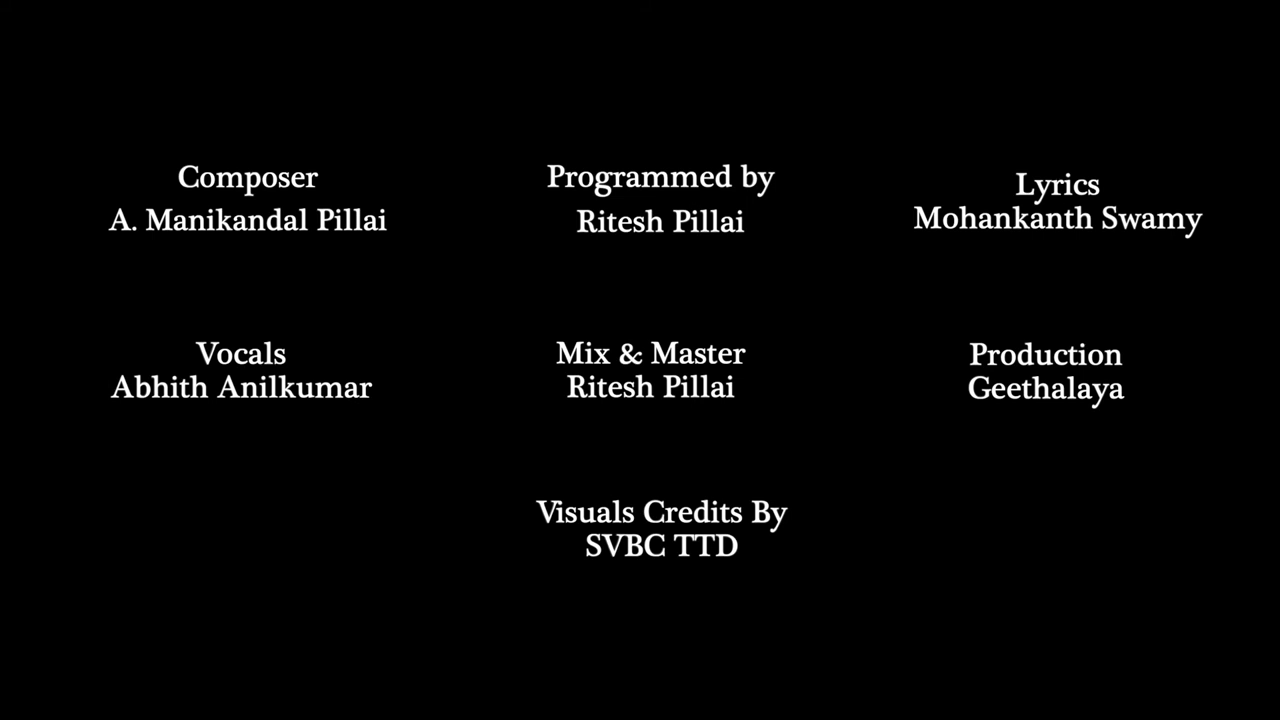 Composer
A. Manikandal Pillai
Programmed by
Ritesh Pillai
Lyrics
Mohankanth Swamy
Vocals
Abhith Anilkumar
Mix & Master
Ritesh Pillai
Production
Geethalaya
Visuals Credits By
SVBC TTD